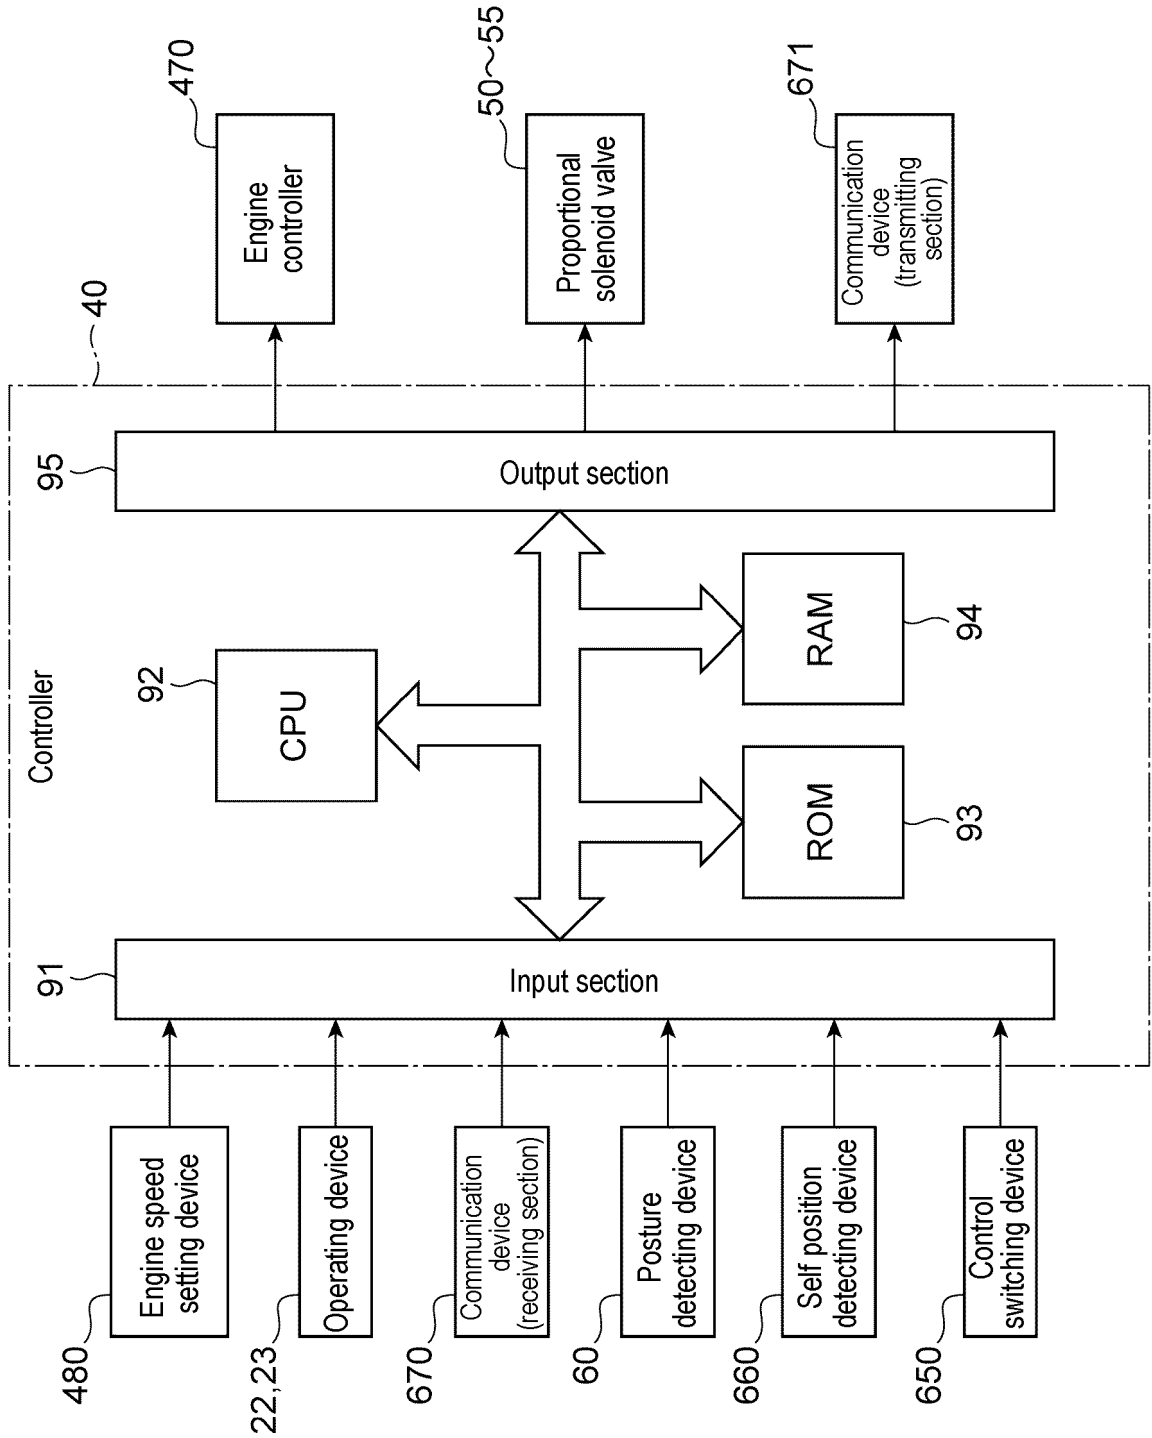 Controller
40
480
Engine speed
setting device
22,23
Operating device
670
Communication
device
(receiving section)
60
Posture
detecting device
660
Self position
detecting device
650
Control
switching device
91
Input section
92
CPU
93
ROM
94
RAM
95
Output section
470
Engine
controller
50～55
Proportional
solenoid valve
671
Communication
device
(transmitting
section)